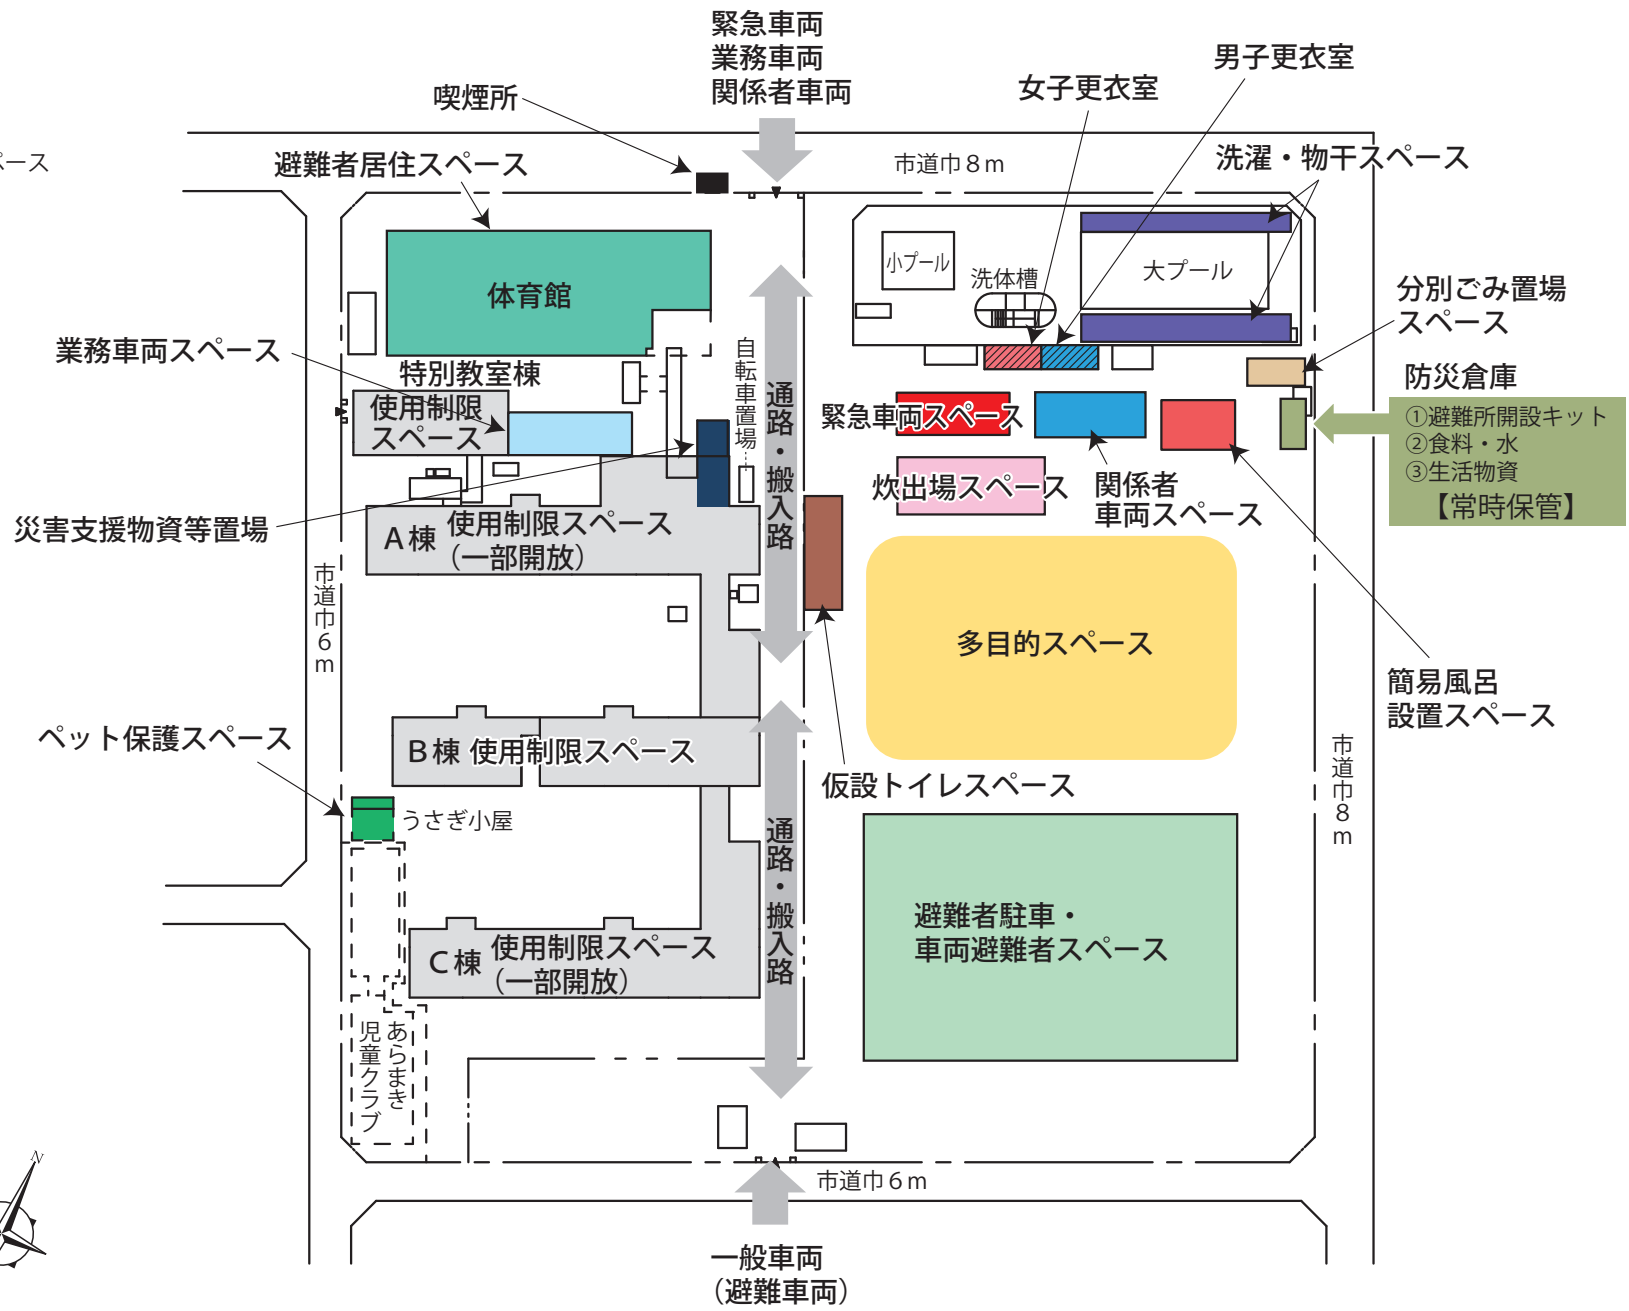 緊急車両
業務車両
関係者車両
男子更衣室
女子更衣室
喫煙所
ペース
避難者居住スペース
市道巾8m
洗濯・物干スペース
小プール
洗体槽
大プール
体育館
分別ごみ置場
スペース
業務車両スペース
自転車置場
特別教室棟
使用制限
スペース
防災倉庫
①避難所開設キット
②食料・水
③生活物資
【常時保管】
通路・搬入路
緊急車両スペース
炊出場スペース
関係者
車両スペース
災害支援物資等置場
A棟
使用制限スペース
(一部開放)
市道巾6m
多目的スペース
簡易風呂
設置スペース
ペット保護スペース
B棟
使用制限スペース
仮設トイレスペース
市道巾8m
うさぎ小屋
通路・搬入路
避難者駐車・
車両避難者スペース
C棟
使用制限スペース
(一部開放)
あらまき
児童クラブ
N
市道巾6m
一般車両
(避難車両)